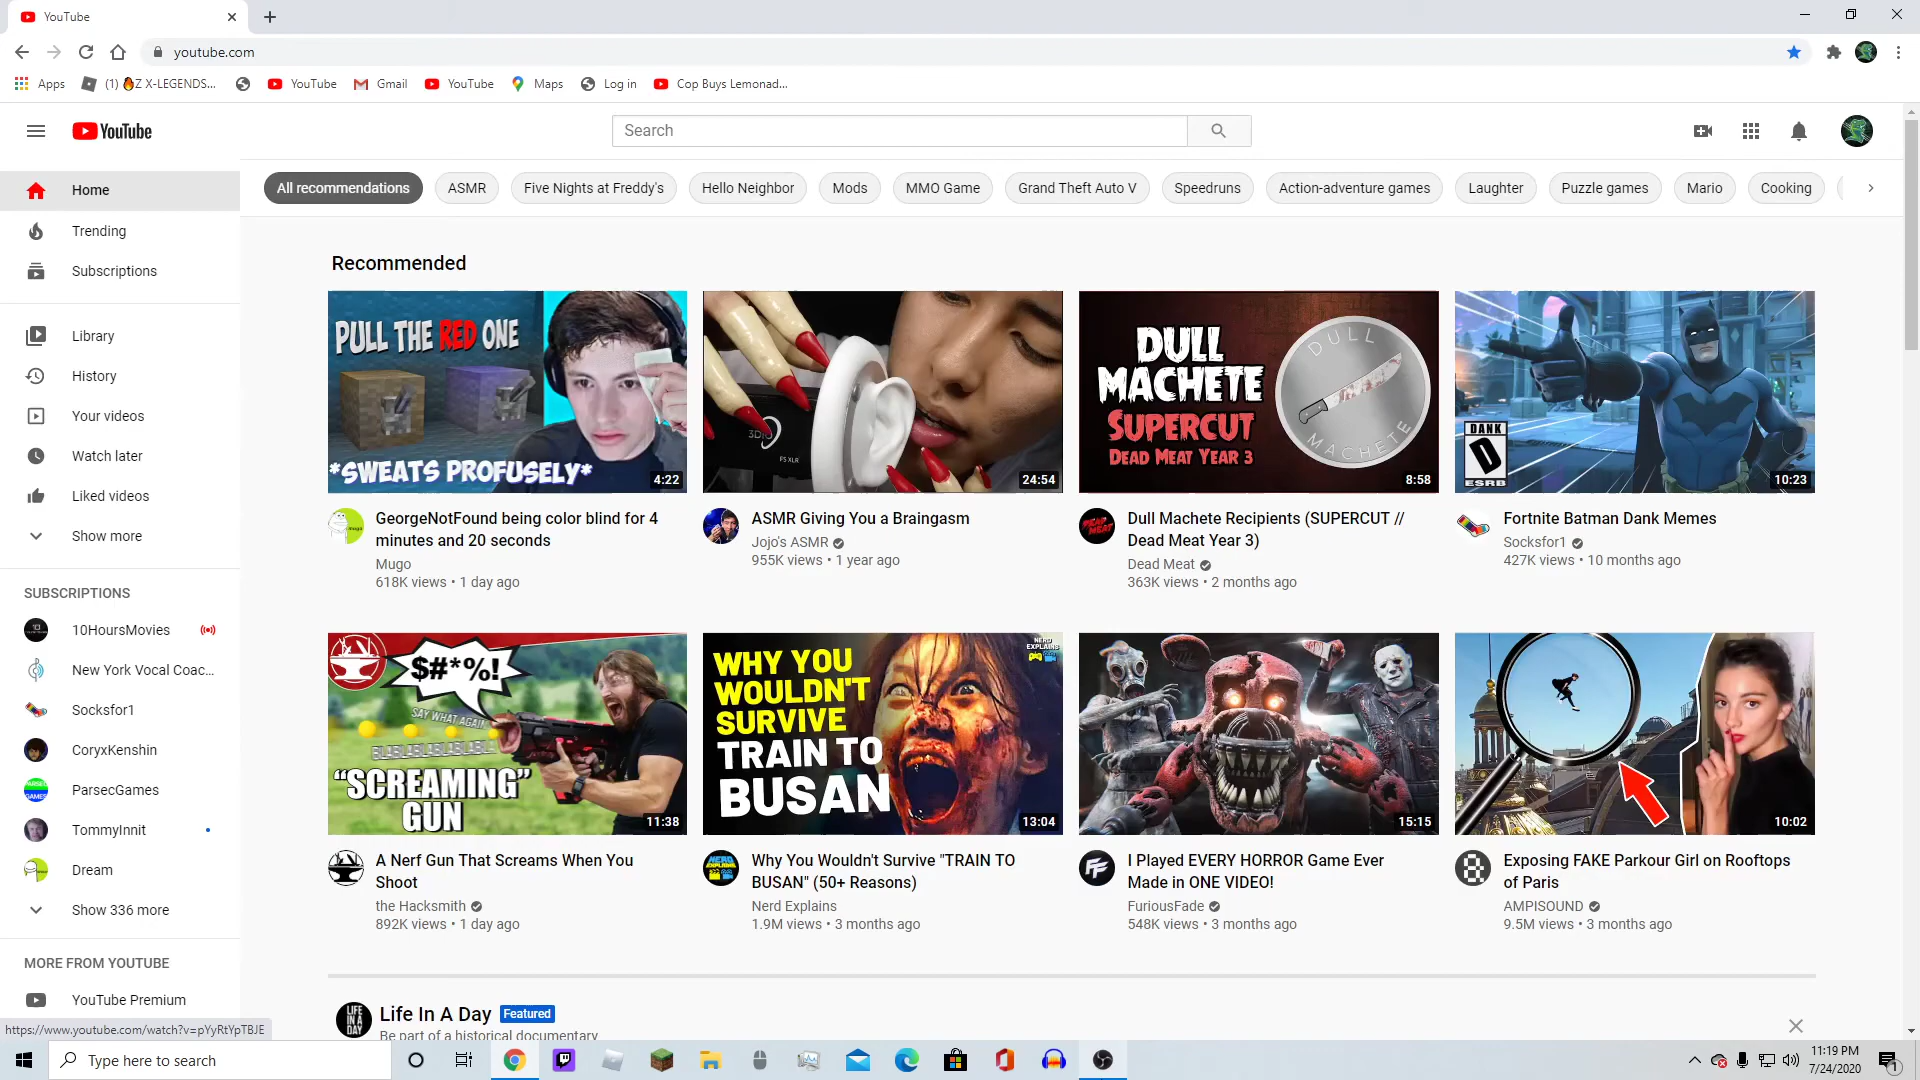 YouTube
youtube.com
Apps
(1) 🔥Z X-LEGENDS...
YouTube
Gmail
YouTube
Maps
Log in
Cop Buys Lemonad...
YouTube
Search
All recommendations
ASMR
Five Nights at Freddy's
Hello Neighbor
Mods
MMO Game
Grand Theft Auto V
Speedruns
Action-adventure games
Laughter
Puzzle games
Mario
Cooking
Home
Trending
Subscriptions
Library
History
Your videos
Watch later
Liked videos
Show more
SUBSCRIPTIONS
10HoursMovies
New York Vocal Coac...
Socksfor1
CoryxKenshin
ParsecGames
TommyInnit
Dream
Show 336 more
MORE FROM YOUTUBE
YouTube Premium
https://www.youtube.com/watch?v=pYyRtYpTBJE
Recommended
PULL THE RED ONE
*SWEATS PROFUSELY*
4:22
GeorgeNotFound being color blind for 4
minutes and 20 seconds
Mugo
618K views • 1 day ago
3DIO
FS XLR
24:54
ASMR Giving You a Braingasm
Jojo's ASMR
955K views • 1 year ago
DULL
MACHETE
SUPERCUT
DEAD MEAT YEAR 3
DULL
MACHETE
8:58
Dull Machete Recipients (SUPERCUT //
Dead Meat Year 3)
Dead Meat
363K views • 2 months ago
DANK
D
ESRB
10:23
Fortnite Batman Dank Memes
Socksfor1
427K views • 10 months ago
$#*%!
SAY WHAT AGAIN
"SCREAMING"
GUN
11:38
A Nerf Gun That Screams When You
Shoot
the Hacksmith
892K views • 1 day ago
WHY YOU
WOULDN'T
SURVIVE
TRAIN TO
BUSAN
NERD
EXPLAINS
13:04
Why You Wouldn't Survive "TRAIN TO
BUSAN" (50+ Reasons)
Nerd Explains
1.9M views • 3 months ago
15:15
I Played EVERY HORROR Game Ever
Made in ONE VIDEO!
FuriousFade
548K views • 3 months ago
10:02
Exposing FAKE Parkour Girl on Rooftops
of Paris
AMPISOUND
9.5M views • 3 months ago
LIFE
IN A
DAY
Life In A Day
Featured
Be part of a historical documentary
Type here to search
11:19 PM
7/24/2020
1